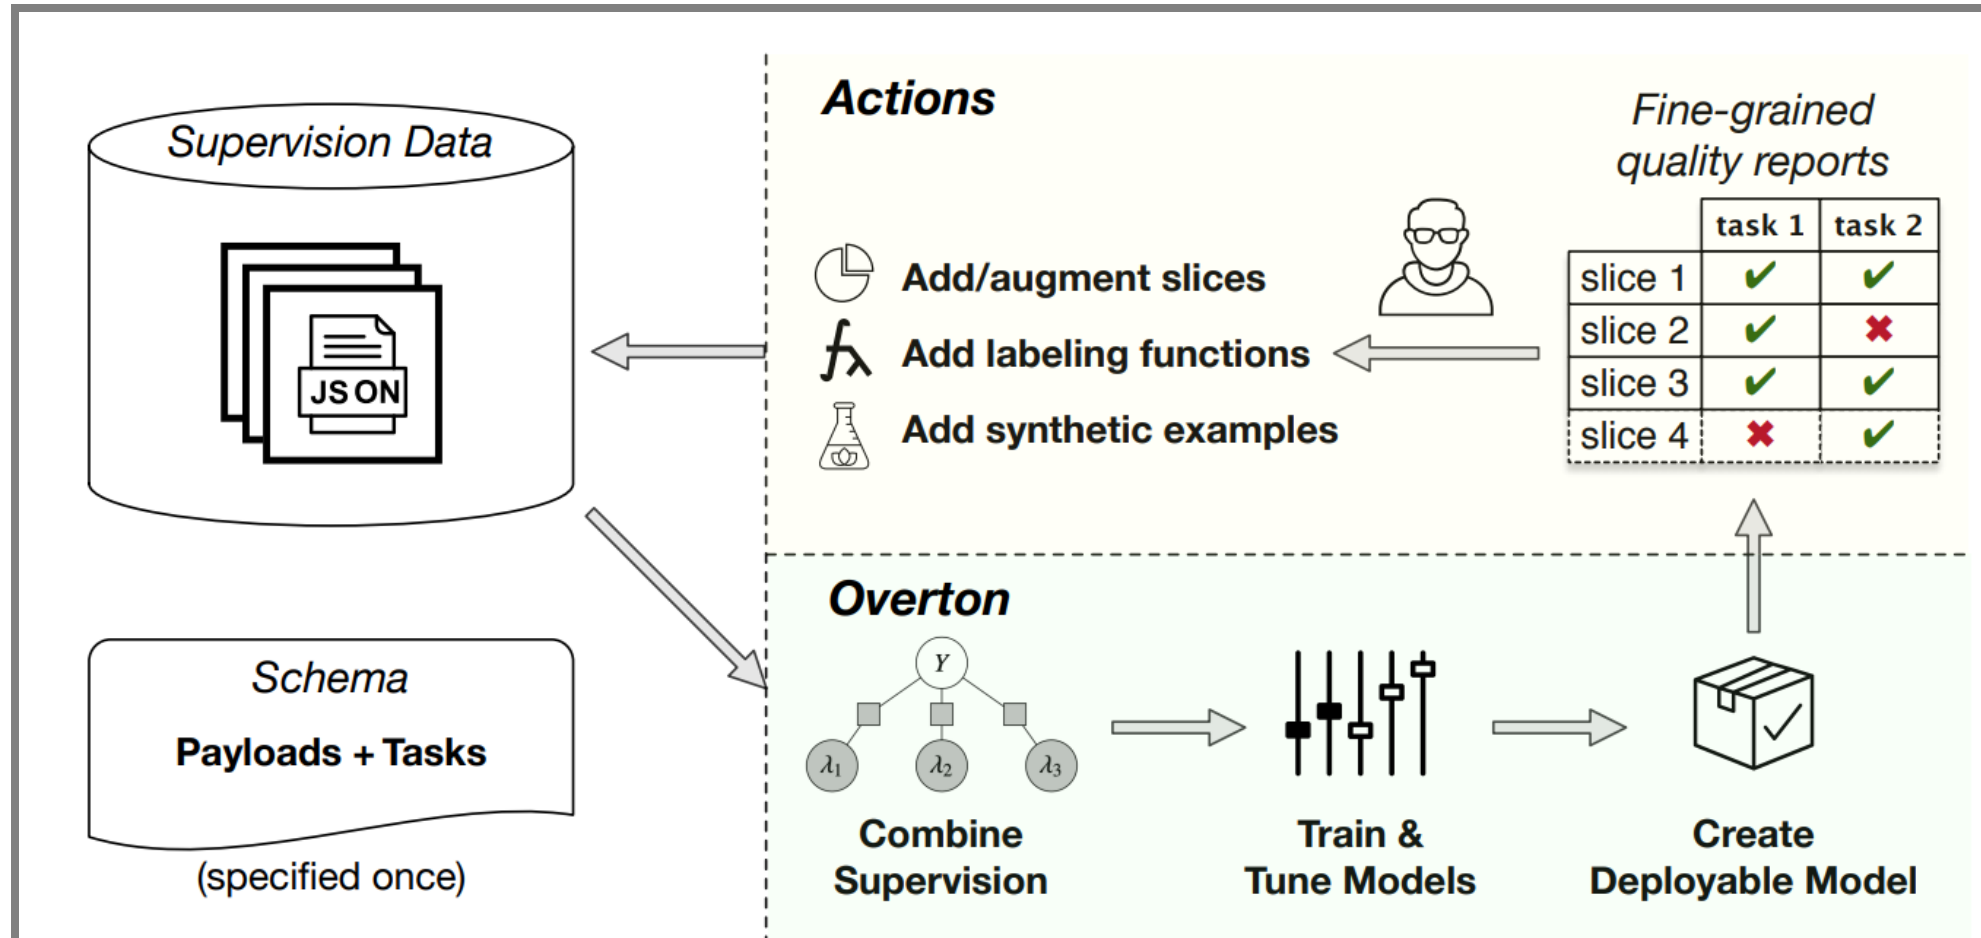 Supervision Data
JSON
Schema
Payloads + Tasks
(specified once)
Actions
Add/augment slices
Add labeling functions
Add synthetic examples
Fine-grained
quality reports
task 1 task 2
slice 1 ✔ ✔
slice 2 ✔ ✖
slice 3 ✔ ✔
slice 4 ✖ ✔
Overton
Y
λ1 λ2 λ3
Combine
Supervision
Train &
Tune Models
Create
Deployable Model